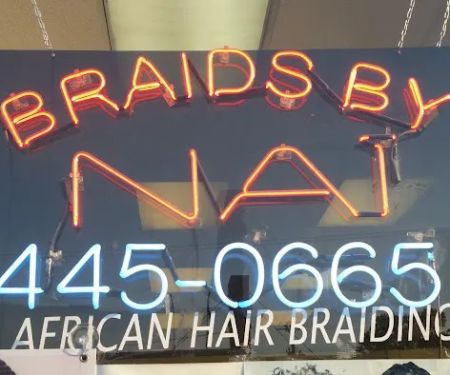 BRAIDS BY
NAI
445-0665
AFRICAN HAIR BRAIDING